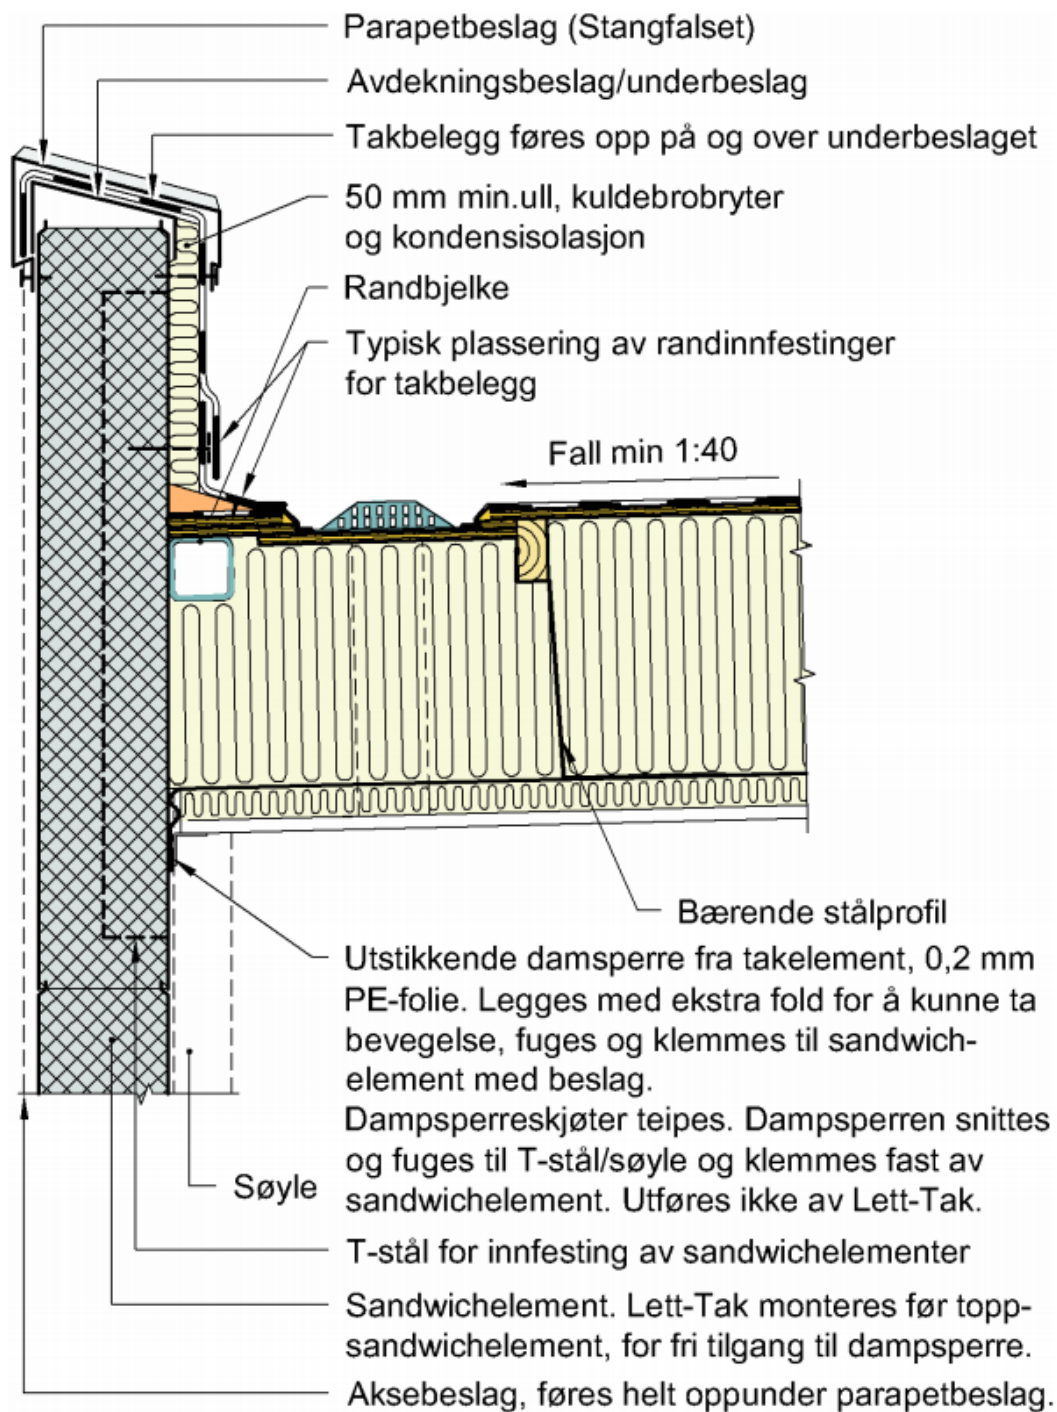 Parapetbeslag (Stangfalset)
Avdekningsbeslag/underbeslag
Takbelegg føres opp på og over underbeslaget
50 mm min.ull, kuldebrobryter
og kondensisolasjon
Randbjelke
Typisk plassering av randinnfestinger
for takbelegg
Fall min 1:40
Bærende stålprofil
Utstikkende damsperre fra takelement, 0,2 mm
PE-folie. Legges med ekstra fold for å kunne ta
bevegelse, fuges og klemmes til sandwich-
element med beslag.
Dampsperreskjøter teipes. Dampsperren snittes
og fuges til T-stål/søyle og klemmes fast av
sandwichelement. Utføres ikke av Lett-Tak.
Søyle
T-stål for innfesting av sandwichelementer
Sandwichelement. Lett-Tak monteres før topp-
sandwichelement, for fri tilgang til dampsperre.
Aksebeslag, føres helt oppunder parapetbeslag.